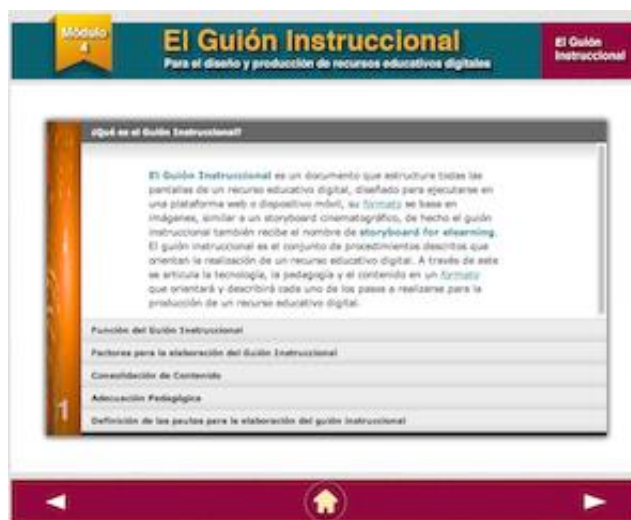 Módulo
4
El Guión Instruccional
Para el diseño y producción de recursos educativos digitales
El Guión
Instruccional
¿Qué es el Guión Instruccional?
El Guión Instruccional es un documento que estructura todas las
pantallas de un recurso educativo digital, diseñado para ejecutarse en
una plataforma web o dispositivo móvil, su formato se basa en
imágenes, similar a un storyboard cinematográfico, de hecho el guión
instruccional también recibe el nombre de storyboard for elearning.
El guión instruccional es el conjunto de procedimientos descritos que
orientan la realización de un recurso educativo digital. A través de este
se articula la tecnología, la pedagogía y el contenido en un formato
que orientará y describirá cada uno de los pasos a realizarse para la
producción de un recurso educativo digital.
Función del Guión Instruccional
Factores para la elaboración del Guión Instruccional
Consolidación de Contenido
Adecuación Pedagógica
Definición de las pautas para la elaboración del guión instruccional
1